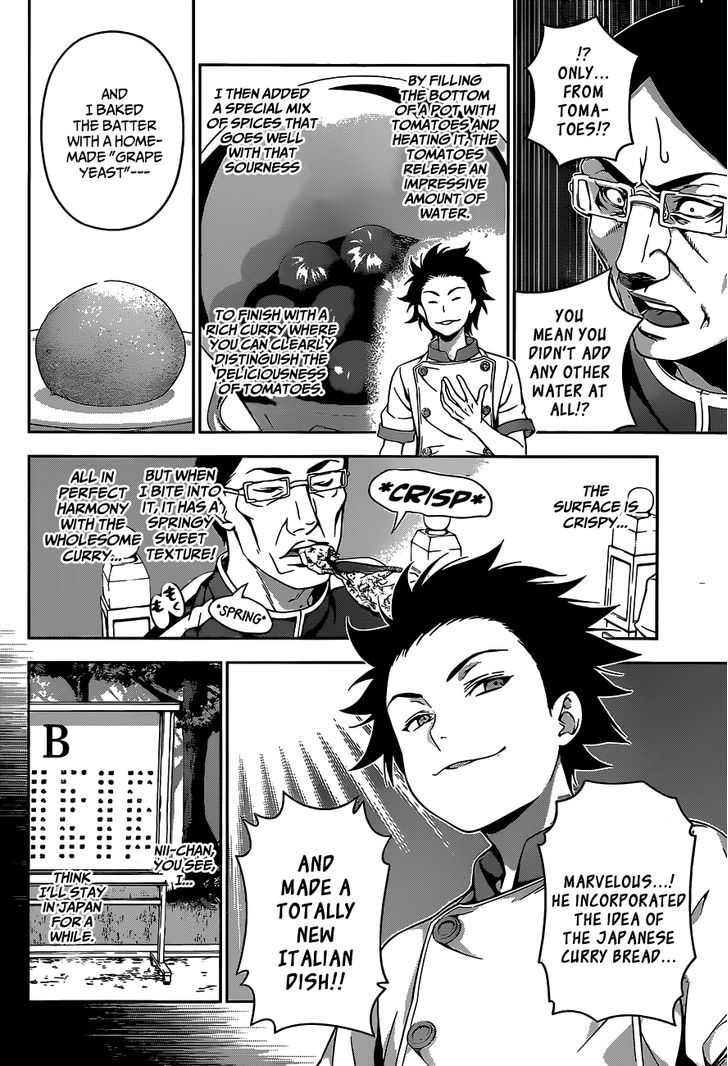 !?
ONLY...
FROM
TOMA-
TOES!?
YOU
MEAN YOU
DIDN'T ADD
ANY OTHER
WATER AT
ALL!?
BY FILLING
THE BOTTOM
OF A POT WITH
TOMATOES AND
HEATING IT, THE
TOMATOES
RELEASE AN
IMPRESSIVE
AMOUNT OF
WATER.
I THEN ADDED
A SPECIAL MIX
OF SPICES THAT
GOES WELL
WITH THAT
SOURNESS
TO FINISH WITH A
RICH CURRY WHERE
YOU CAN CLEARLY
DISTINGUISH THE
DELICIOUSNESS
OF TOMATOES.
AND
I BAKED
THE BATTER
WITH A HOME-
MADE "GRAPE
YEAST"---
THE
SURFACE IS
CRISPY...
*CRISP*
BUT WHEN
I BITE INTO
IT, IT HAS A
SPRINGY
SWEET
TEXTURE!
*SPRING*
もく
ALL IN
PERFECT
HARMONY
WITH THE
WHOLESOME
CURRY...
MARVELOUS...!
HE INCORPORATED
THE IDEA OF
THE JAPANESE
CURRY BREAD...
AND
MADE A
TOTALLY
NEW
ITALIAN
DISH!!
B
NII-CHAN,
YOU SEE,
I...
THINK
I'LL STAY
IN JAPAN
FOR A
WHILE.